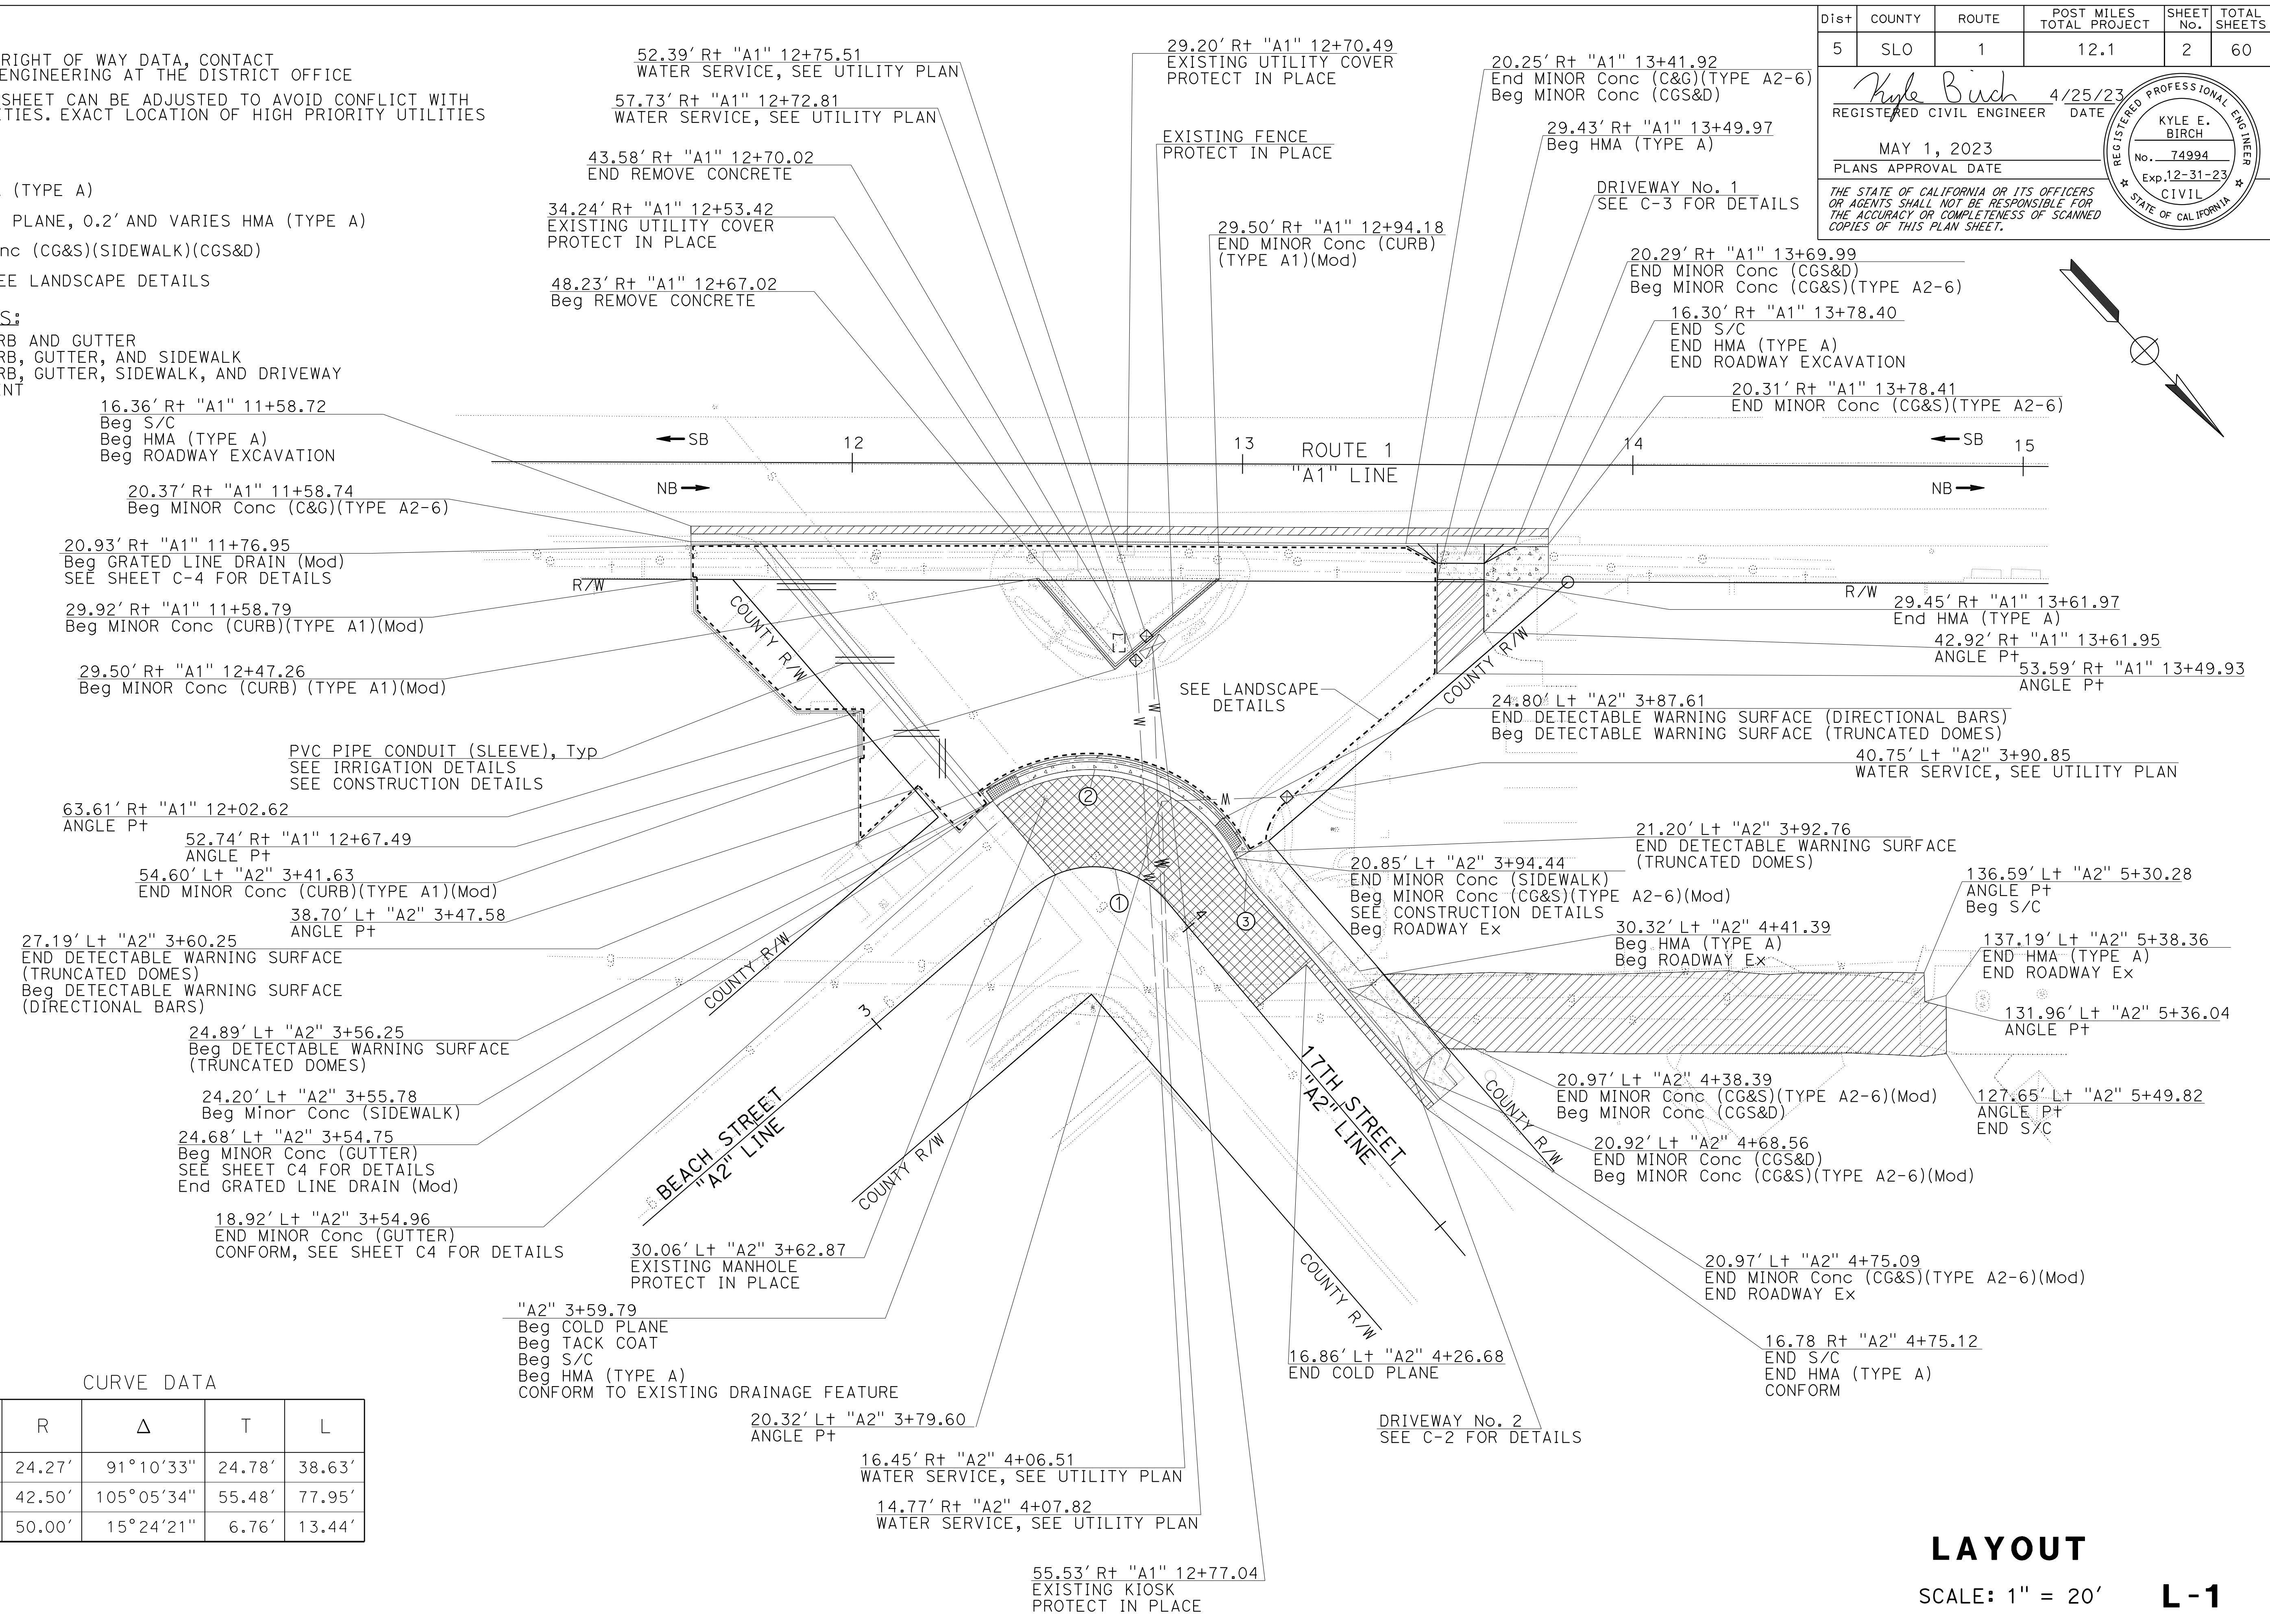 Dist COUNTY ROUTE POST MILES TOTAL PROJECT SHEET No. TOTAL SHEETS
5 SLO 1 12.1 2 60
Kyle Birch 4/25/23
REGISTERED CIVIL ENGINEER DATE
MAY 1, 2023
PLANS APPROVAL DATE
THE STATE OF CALIFORNIA OR ITS OFFICERS
OR AGENTS SHALL NOT BE RESPONSIBLE FOR
THE ACCURACY OR COMPLETENESS OF SCANNED
COPIES OF THIS PLAN SHEET.
REGISTERED PROFESSIONAL ENGINEER
KYLE E.
BIRCH
No. 74994
Exp. 12-31-23
CIVIL
STATE OF CALIFORNIA
RIGHT OF WAY DATA, CONTACT
ENGINEERING AT THE DISTRICT OFFICE
SHEET CAN BE ADJUSTED TO AVOID CONFLICT WITH
TIES. EXACT LOCATION OF HIGH PRIORITY UTILITIES
(TYPE A)
PLANE, 0.2' AND VARIES HMA (TYPE A)
nc (CG&S)(SIDEWALK)(CGS&D)
EE LANDSCAPE DETAILS
S:
RB AND GUTTER
RB, GUTTER, AND SIDEWALK
RB, GUTTER, SIDEWALK, AND DRIVEWAY
ENT
52.39' Rt "A1" 12+75.51
WATER SERVICE, SEE UTILITY PLAN
57.73' Rt "A1" 12+72.81
WATER SERVICE, SEE UTILITY PLAN
43.58' Rt "A1" 12+70.02
END REMOVE CONCRETE
34.24' Rt "A1" 12+53.42
EXISTING UTILITY COVER
PROTECT IN PLACE
48.23' Rt "A1" 12+67.02
Beg REMOVE CONCRETE
29.20' Rt "A1" 12+70.49
EXISTING UTILITY COVER
PROTECT IN PLACE
EXISTING FENCE
PROTECT IN PLACE
29.50' Rt "A1" 12+94.18
END MINOR Conc (CURB)
(TYPE A1)(Mod)
20.25' Rt "A1" 13+41.92
End MINOR Conc (C&G)(TYPE A2-6)
Beg MINOR Conc (CGS&D)
29.43' Rt "A1" 13+49.97
Beg HMA (TYPE A)
DRIVEWAY No. 1
SEE C-3 FOR DETAILS
20.29' Rt "A1" 13+69.99
END MINOR Conc (CGS&D)
Beg MINOR Conc (CG&S)(TYPE A2-6)
16.30' Rt "A1" 13+78.40
END S/C
END HMA (TYPE A)
END ROADWAY EXCAVATION
20.31' Rt "A1" 13+78.41
END MINOR Conc (CG&S)(TYPE A2-6)
16.36' Rt "A1" 11+58.72
Beg S/C
Beg HMA (TYPE A)
Beg ROADWAY EXCAVATION
20.37' Rt "A1" 11+58.74
Beg MINOR Conc (C&G)(TYPE A2-6)
20.93' Rt "A1" 11+76.95
Beg GRATED LINE DRAIN (Mod)
SEE SHEET C-4 FOR DETAILS
29.92' Rt "A1" 11+58.79
Beg MINOR Conc (CURB)(TYPE A1)(Mod)
29.50' Rt "A1" 12+47.26
Beg MINOR Conc (CURB) (TYPE A1)(Mod)
SB 12 13 ROUTE 1 14 SB 15
"A1" LINE
NB NB
R/W R/W
COUNTY R/W
COUNTY R/W
SEE LANDSCAPE
DETAILS
29.45' Rt "A1" 13+61.97
End HMA (TYPE A)
42.92' Rt "A1" 13+61.95
ANGLE Pt
53.59' Rt "A1" 13+49.93
ANGLE Pt
24.80' Lt "A2" 3+87.61
END DETECTABLE WARNING SURFACE (DIRECTIONAL BARS)
Beg DETECTABLE WARNING SURFACE (TRUNCATED DOMES)
40.75' Lt "A2" 3+90.85
WATER SERVICE, SEE UTILITY PLAN
PVC PIPE CONDUIT (SLEEVE), Typ
SEE IRRIGATION DETAILS
SEE CONSTRUCTION DETAILS
63.61' Rt "A1" 12+02.62
ANGLE Pt
52.74' Rt "A1" 12+67.49
ANGLE Pt
54.60' Lt "A2" 3+41.63
END MINOR Conc (CURB)(TYPE A1)(Mod)
38.70' Lt "A2" 3+47.58
ANGLE Pt
27.19' Lt "A2" 3+60.25
END DETECTABLE WARNING SURFACE
(TRUNCATED DOMES)
Beg DETECTABLE WARNING SURFACE
(DIRECTIONAL BARS)
24.89' Lt "A2" 3+56.25
Beg DETECTABLE WARNING SURFACE
(TRUNCATED DOMES)
24.20' Lt "A2" 3+55.78
Beg Minor Conc (SIDEWALK)
24.68' Lt "A2" 3+54.75
Beg MINOR Conc (GUTTER)
SEE SHEET C4 FOR DETAILS
End GRATED LINE DRAIN (Mod)
18.92' Lt "A2" 3+54.96
END MINOR Conc (GUTTER)
CONFORM, SEE SHEET C4 FOR DETAILS
1
2
3
W
W
W
3
4
COUNTY R/W
COUNTY R/W
COUNTY R/W
COUNTY R/W
BEACH STREET
"A2" LINE
17TH STREET
"A2" LINE
21.20' Lt "A2" 3+92.76
END DETECTABLE WARNING SURFACE
(TRUNCATED DOMES)
20.85' Lt "A2" 3+94.44
END MINOR Conc (SIDEWALK)
Beg MINOR Conc (CG&S)(TYPE A2-6)(Mod)
SEE CONSTRUCTION DETAILS
Beg ROADWAY Ex
30.32' Lt "A2" 4+41.39
Beg HMA (TYPE A)
Beg ROADWAY Ex
136.59' Lt "A2" 5+30.28
ANGLE Pt
Beg S/C
137.19' Lt "A2" 5+38.36
END HMA (TYPE A)
END ROADWAY Ex
131.96' Lt "A2" 5+36.04
ANGLE Pt
127.65' Lt "A2" 5+49.82
ANGLE Pt
END S/C
20.97' Lt "A2" 4+38.39
END MINOR Conc (CG&S)(TYPE A2-6)(Mod)
Beg MINOR Conc (CGS&D)
20.92' Lt "A2" 4+68.56
END MINOR Conc (CGS&D)
Beg MINOR Conc (CG&S)(TYPE A2-6)(Mod)
20.97' Lt "A2" 4+75.09
END MINOR Conc (CG&S)(TYPE A2-6)(Mod)
END ROADWAY Ex
16.78 Rt "A2" 4+75.12
END S/C
END HMA (TYPE A)
CONFORM
30.06' Lt "A2" 3+62.87
EXISTING MANHOLE
PROTECT IN PLACE
"A2" 3+59.79
Beg COLD PLANE
Beg TACK COAT
Beg S/C
Beg HMA (TYPE A)
CONFORM TO EXISTING DRAINAGE FEATURE
20.32' Lt "A2" 3+79.60
ANGLE Pt
16.86' Lt "A2" 4+26.68
END COLD PLANE
DRIVEWAY No. 2
SEE C-2 FOR DETAILS
16.45' Rt "A2" 4+06.51
WATER SERVICE, SEE UTILITY PLAN
14.77' Rt "A2" 4+07.82
WATER SERVICE, SEE UTILITY PLAN
55.53' Rt "A1" 12+77.04
EXISTING KIOSK
PROTECT IN PLACE
CURVE DATA
R Δ T L
24.27' 91°10'33" 24.78' 38.63'
42.50' 105°05'34" 55.48' 77.95'
50.00' 15°24'21" 6.76' 13.44'
LAYOUT
SCALE: 1" = 20' L-1